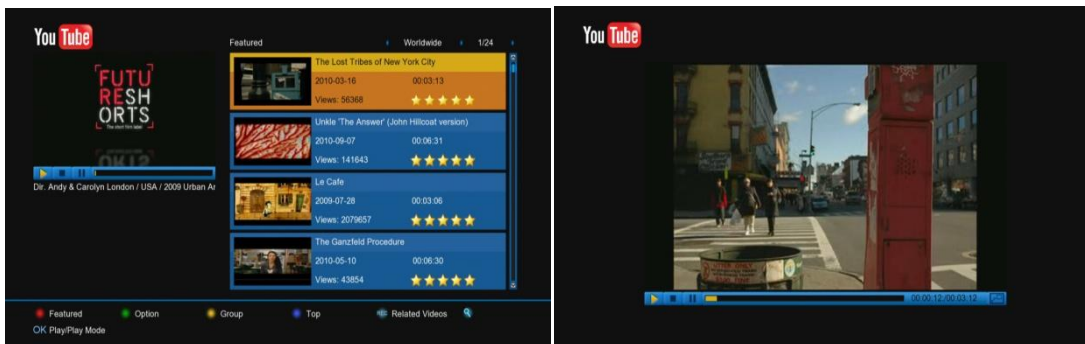 You Tube
Featured Worldwide 1/24
FUTU
RESH
ORTS
The short film label
The Lost Tribes of New York City
2010-03-16 00:03:13
Views: 56368
Unkle 'The Answer' (John Hillcoat version)
2010-09-07 00:06:31
Views: 141643
Dir. Andy & Carolyn London / USA / 2009 Urban Ar
Le Cafe
2009-07-28 00:03:06
Views: 2079657
The Ganzfeld Procedure
2010-05-10 00:06:30
Views: 43854
Featured Option Group Top Related Videos
OK Play/Play Mode
You Tube
LITTER ONLY
00:00:12/00:03:12